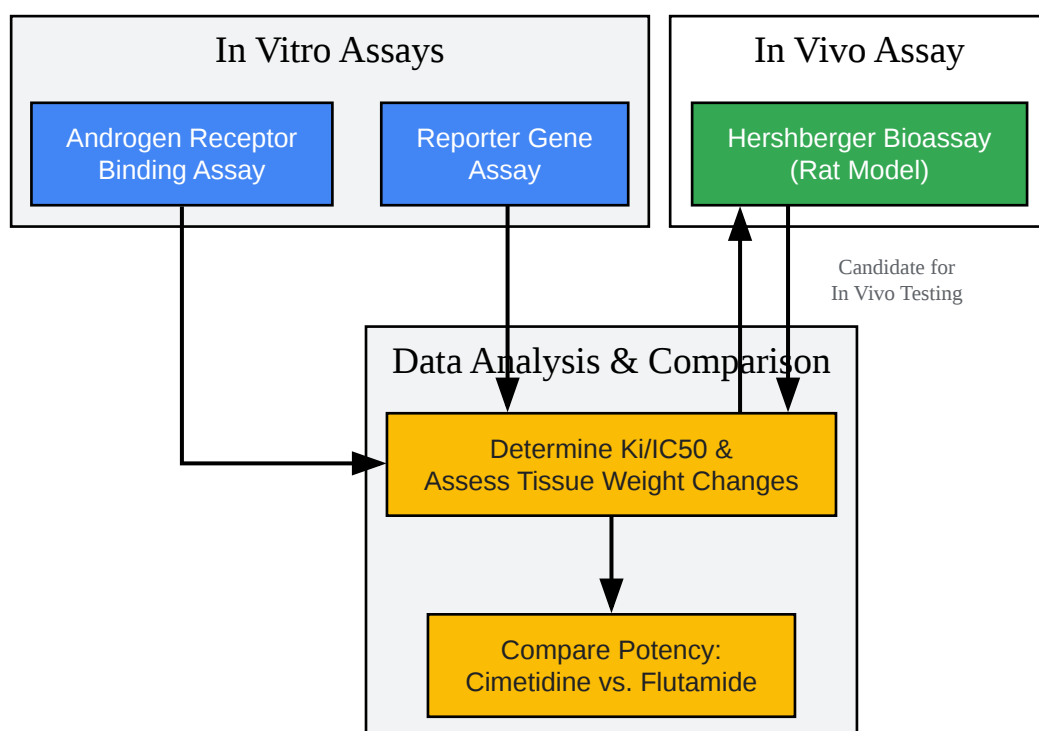 In Vitro Assays
Androgen Receptor
Binding Assay
Reporter Gene
Assay
In Vivo Assay
Hershberger Bioassay
(Rat Model)
Candidate for
In Vivo Testing
Data Analysis & Comparison
Determine Ki/IC50 &
Assess Tissue Weight Changes
Compare Potency:
Cimetidine vs. Flutamide